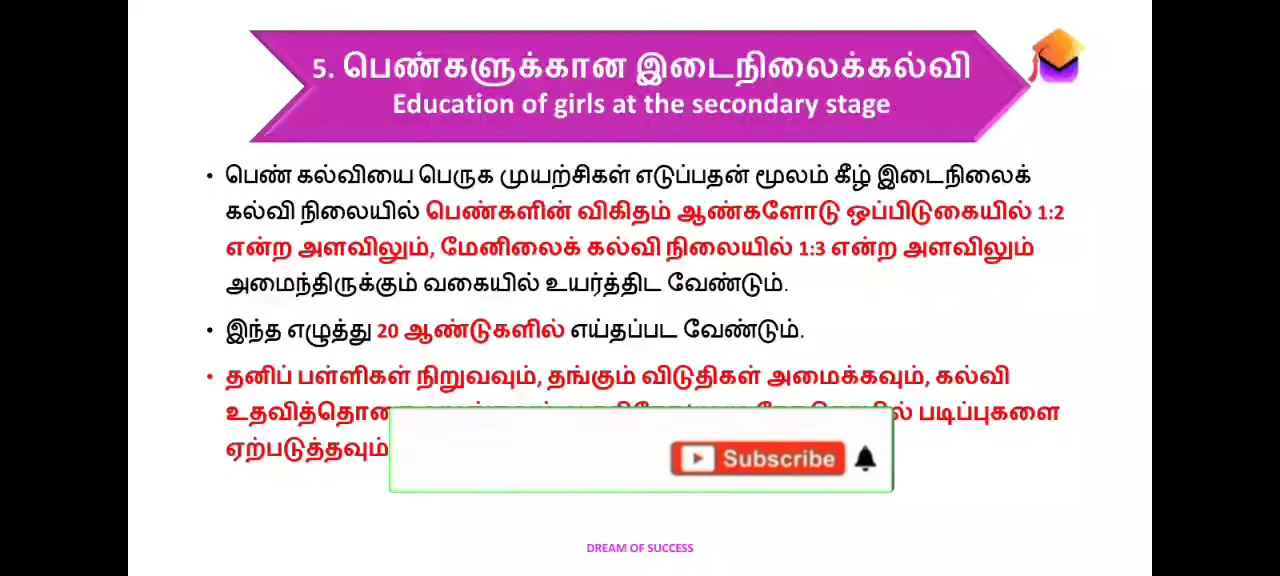 5. பெண்களுக்கான இடைநிலைக்கல்வி
Education of girls at the secondary stage
• பெண் கல்வியை பெருக முயற்சிகள் எடுப்பதன் மூலம் கீழ் இடைநிலைக்
கல்வி நிலையில் பெண்களின் விகிதம் ஆண்களோடு ஒப்பிடுகையில் 1:2
என்ற அளவிலும், மேனிலைக் கல்வி நிலையில் 1:3 என்ற அளவிலும்
அமைந்திருக்கும் வகையில் உயர்த்திட வேண்டும்.
• இந்த எழுத்து 20 ஆண்டுகளில் எய்தப்பட வேண்டும்.
• தனிப் பள்ளிகள் நிறுவவும், தங்கும் விடுதிகள் அமைக்கவும், கல்வி
படிப்புகளை
ஏற்படுத்தவும்
Subscribe
DREAM OF SUCCESS